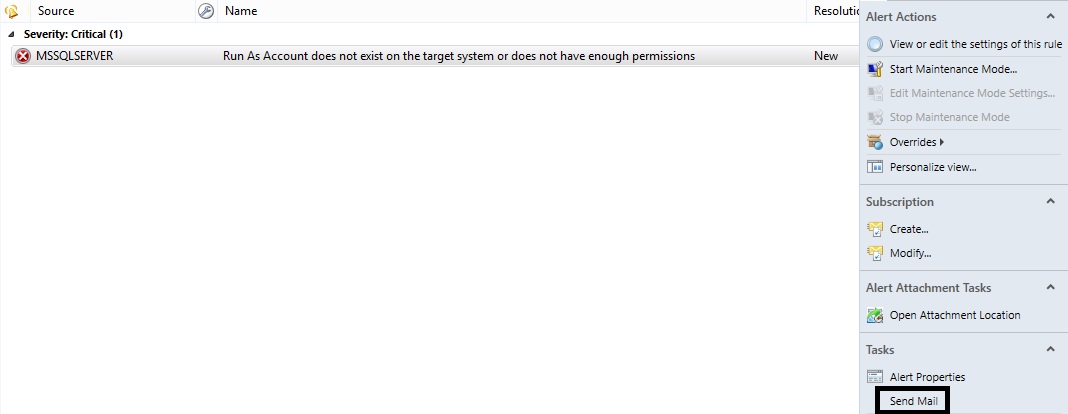 Source Name Resolutio
Severity: Critical (1)
MSSQLSERVER Run As Account does not exist on the target system or does not have enough permissions New
Alert Actions
View or edit the settings of this rule
Start Maintenance Mode...
Edit Maintenance Mode Settings...
Stop Maintenance Mode
Overrides
Personalize view...
Subscription
Create...
Modify...
Alert Attachment Tasks
Open Attachment Location
Tasks
Alert Properties
Send Mail